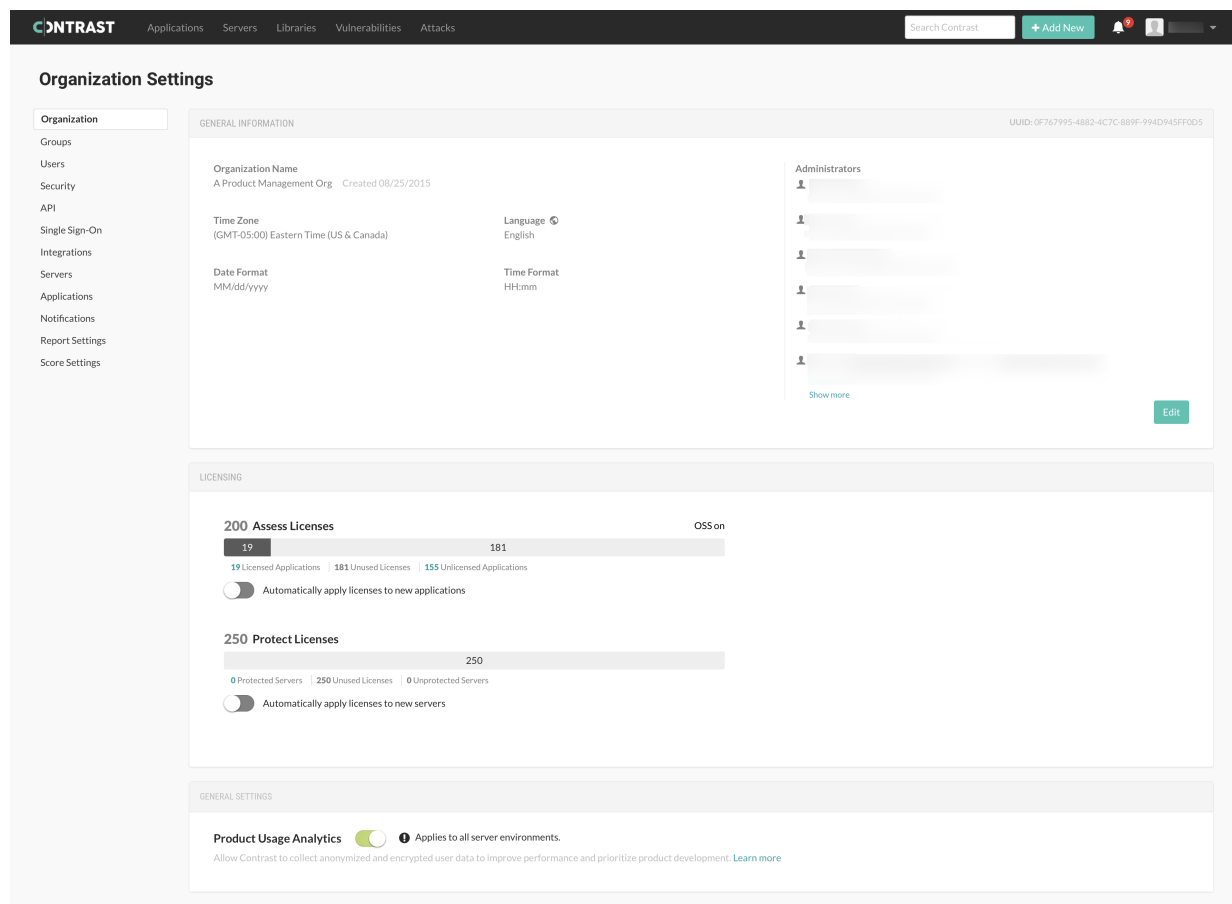 CONTRAST
Applications Servers Libraries Vulnerabilities Attacks
Search Contrast
+ Add New
9
Organization Settings
Organization
Groups
Users
Security
API
Single Sign-On
Integrations
Servers
Applications
Notifications
Report Settings
Score Settings
GENERAL INFORMATION
UUID: 0F767995-4882-4C7C-889F-994D945FF0D5
Organization Name
A Product Management Org Created 08/25/2015
Time Zone
(GMT-05:00) Eastern Time (US & Canada)
Language
English
Date Format
MM/dd/yyyy
Time Format
HH:mm
Administrators
Show more
Edit
LICENSING
200 Assess Licenses
OSS on
19 181
19 Licensed Applications 181 Unused Licenses 155 Unlicensed Applications
Automatically apply licenses to new applications
250 Protect Licenses
250
0 Protected Servers 250 Unused Licenses 0 Unprotected Servers
Automatically apply licenses to new servers
GENERAL SETTINGS
Product Usage Analytics
Applies to all server environments.
Allow Contrast to collect anonymized and encrypted user data to improve performance and prioritize product development. Learn more